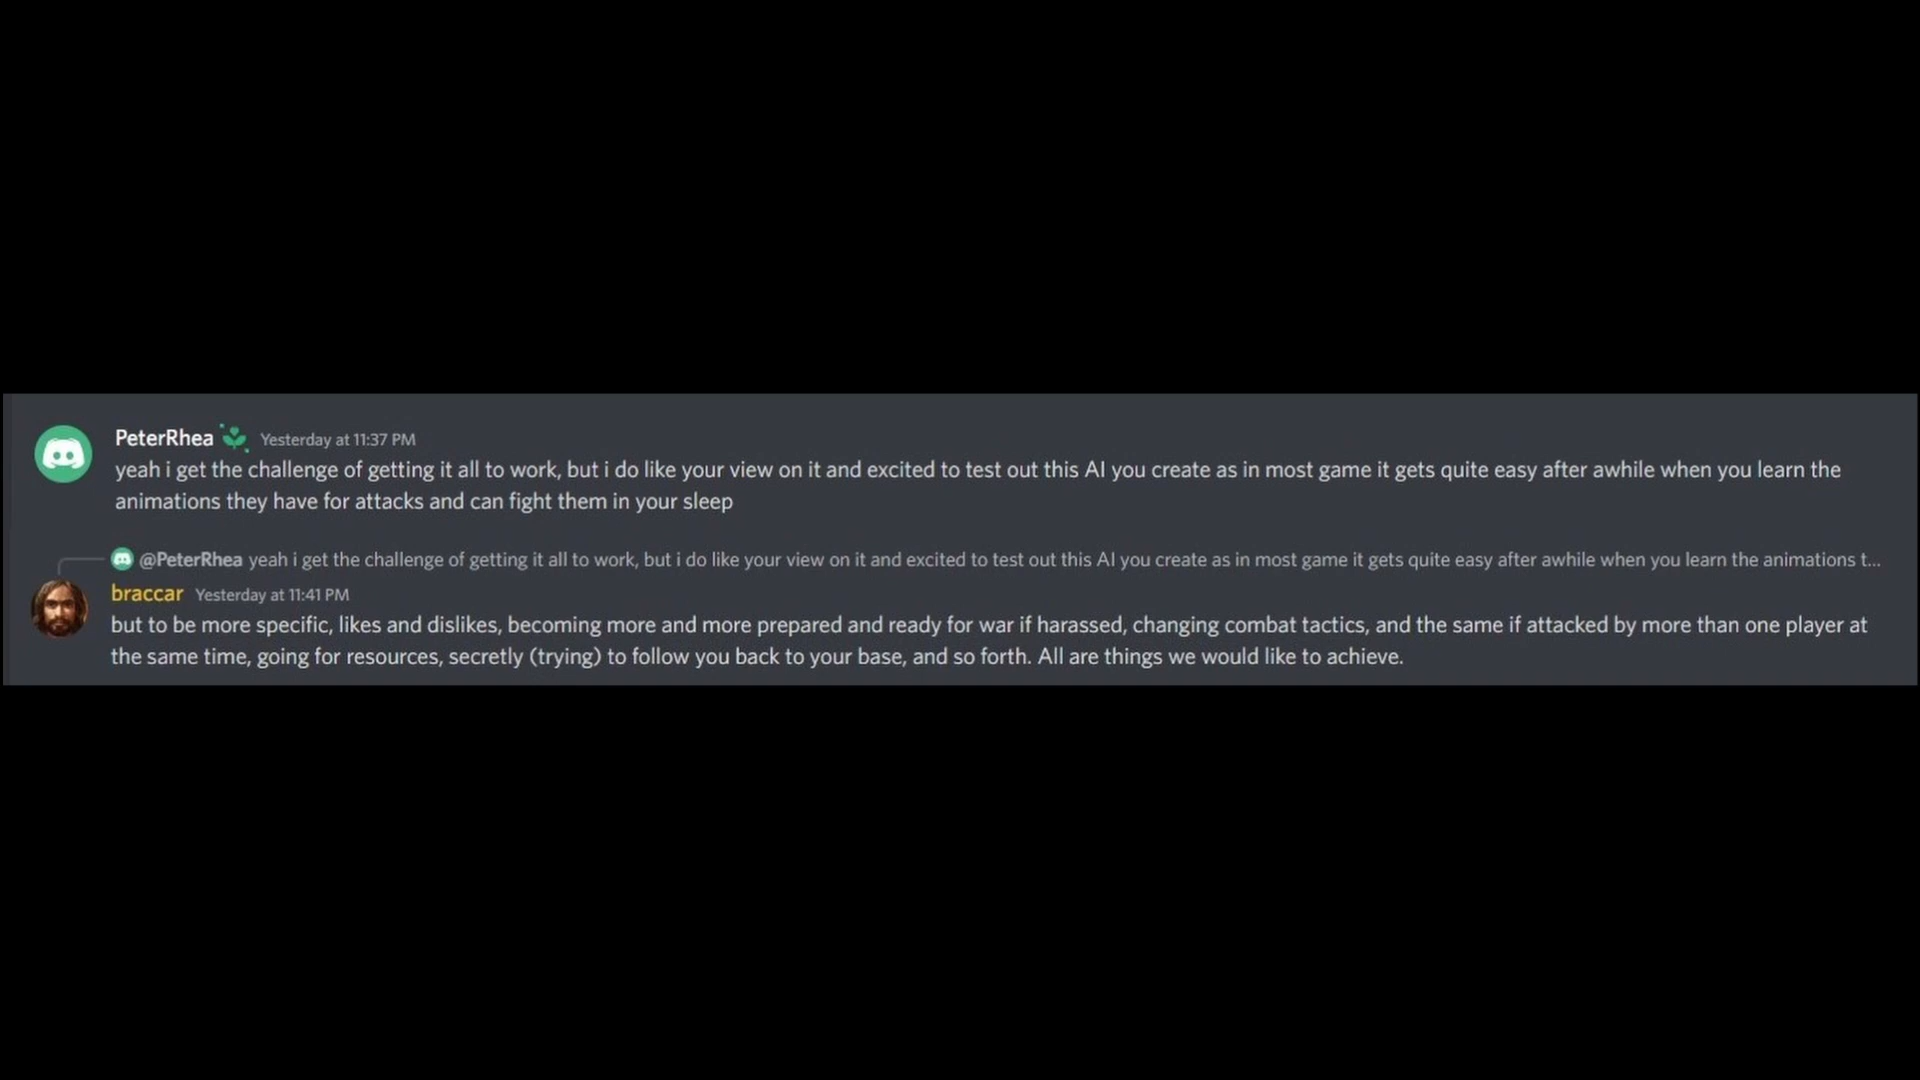 PeterRhea Yesterday at 11:37 PM
yeah i get the challenge of getting it all to work, but i do like your view on it and excited to test out this AI you create as in most game it gets quite easy after awhile when you learn the
animations they have for attacks and can fight them in your sleep
@PeterRhea yeah i get the challenge of getting it all to work, but i do like your view on it and excited to test out this AI you create as in most game it gets quite easy after awhile when you learn the animations t...
braccar Yesterday at 11:41 PM
but to be more specific, likes and dislikes, becoming more and more prepared and ready for war if harassed, changing combat tactics, and the same if attacked by more than one player at
the same time, going for resources, secretly (trying) to follow you back to your base, and so forth. All are things we would like to achieve.